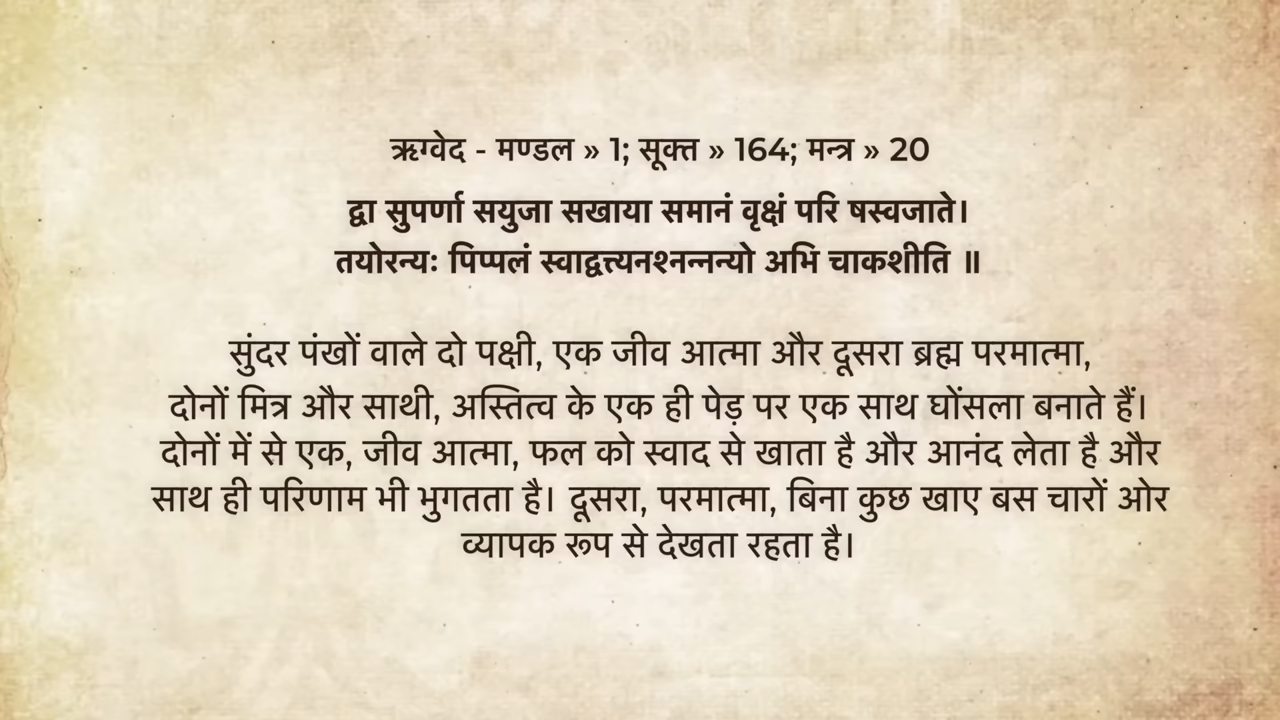 ऋग्वेद - मण्डल » 1; सूक्त » 164; मन्त्र » 20
द्वा सुपर्णा सयुजा सखाया समानं वृक्षं परि षस्वजाते।
तयोरन्यः पिप्पलं स्वाद्वत्त्यनश्नन्नन्यो अभि चाकशीति ॥
सुंदर पंखों वाले दो पक्षी, एक जीव आत्मा और दूसरा ब्रह्म परमात्मा,
दोनों मित्र और साथी, अस्तित्व के एक ही पेड़ पर एक साथ घोंसला बनाते हैं।
दोनों में से एक, जीव आत्मा, फल को स्वाद से खाता है और आनंद लेता है और
साथ ही परिणाम भी भुगतता है। दूसरा, परमात्मा, बिना कुछ खाए बस चारों ओर
व्यापक रूप से देखता रहता है।